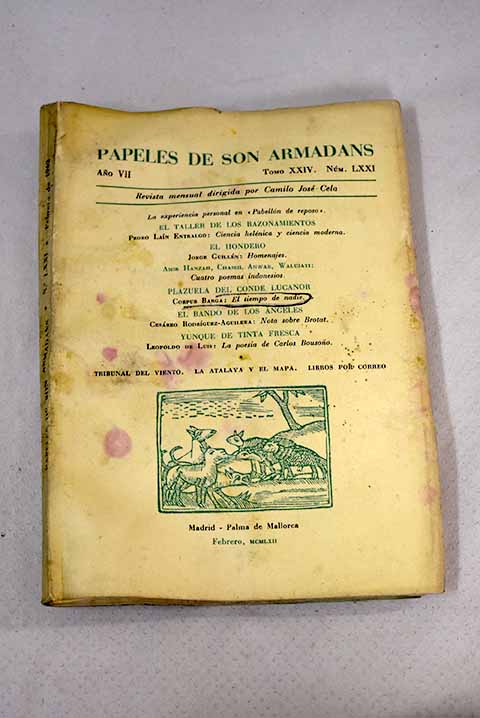 PAPELES DE SON ARMADANS
AÑO VII TOMO XXIV. NÚM. LXXI
Revista mensual dirigida por Camilo José Cela
La experiencia personal en «Pabellón de reposo».
EL TALLER DE LOS RAZONAMIENTOS
PEDRO LAÍN ENTRALGO: Ciencia helénica y ciencia moderna.
EL HONDERO
JORGE GUILLÉN: Homenajes.
AMIR HANZAH, CHAIRIL ANWAR, WALUJATI:
Cuatro poemas indonesios.
PLAZUELA DEL CONDE LUCANOR
CORPUS BARGA: El tiempo de nadie.
EL BANDO DE LOS ÁNGELES
CESÁREO RODRÍGUEZ-AGUILERA: Nota sobre Brotat.
YUNQUE DE TINTA FRESCA
LEOPOLDO DE LUIS: La poesía de Carlos Bousoño.
TRIBUNAL DEL VIENTO. LA ATALAYA Y EL MAPA. LIBROS POR CORREO
Madrid - Palma de Mallorca
Febrero, MCMLXII